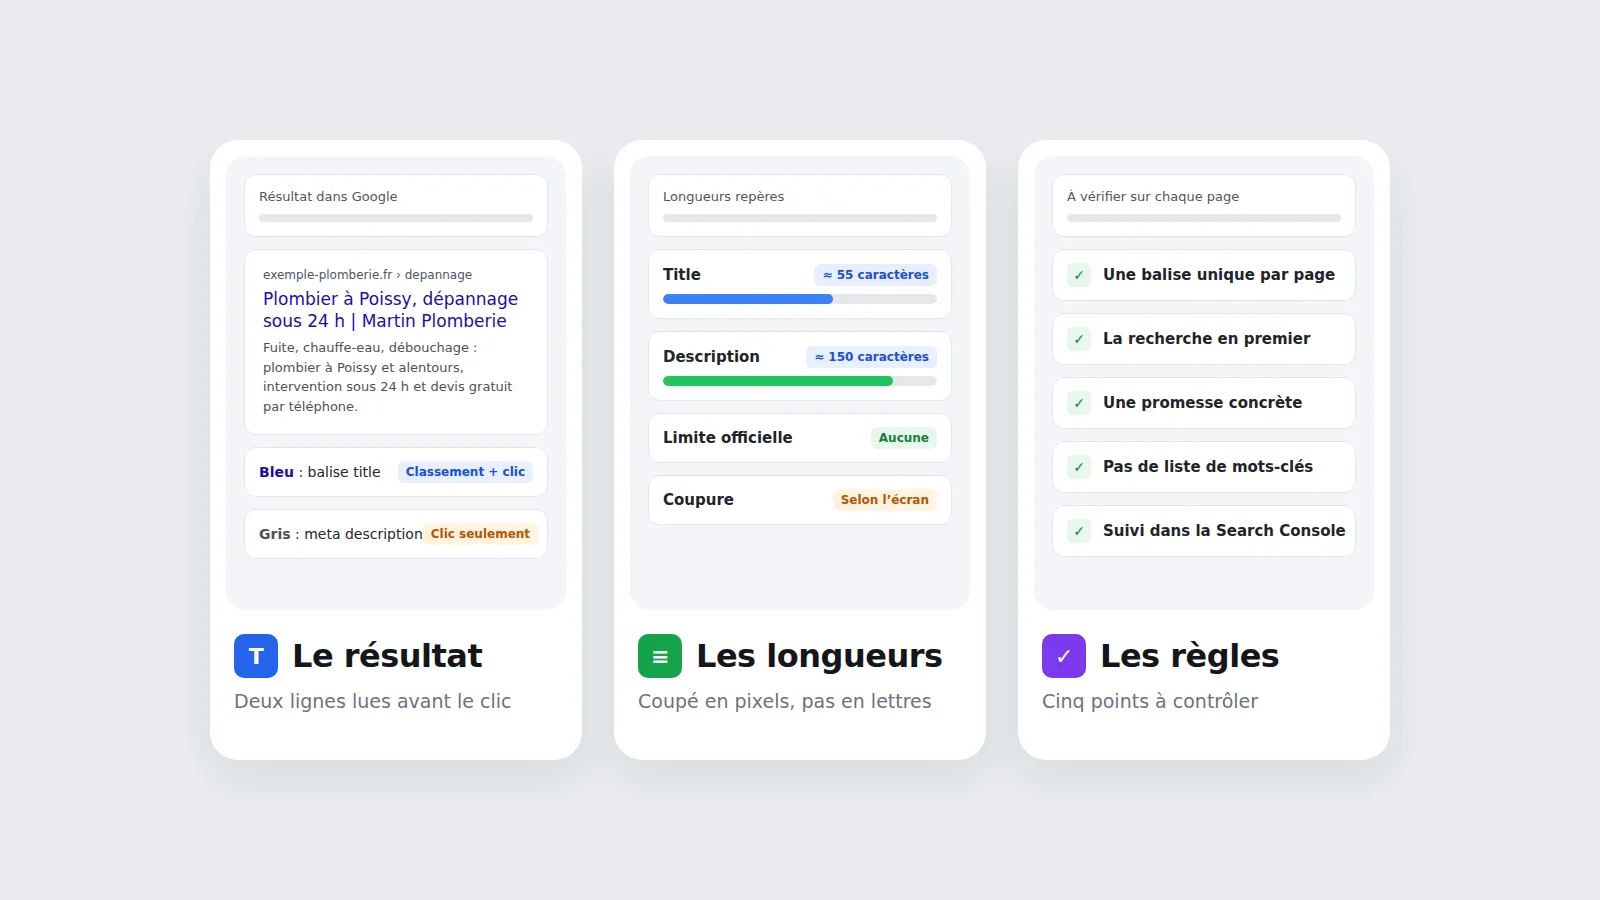 Résultat dans Google
exemple-plomberie.fr › depannage
Plombier à Poissy, dépannage
sous 24 h | Martin Plomberie
Fuite, chauffe-eau, débouchage :
plombier à Poissy et alentours,
intervention sous 24 h et devis gratuit
par téléphone.
Bleu : balise title Classement + clic
Gris : meta description Clic seulement
T Le résultat
Deux lignes lues avant le clic
Longueurs repères
Title ≈ 55 caractères
Description ≈ 150 caractères
Limite officielle Aucune
Coupure Selon l’écran
≡ Les longueurs
Coupé en pixels, pas en lettres
À vérifier sur chaque page
✓ Une balise unique par page
✓ La recherche en premier
✓ Une promesse concrète
✓ Pas de liste de mots-clés
✓ Suivi dans la Search Console
✓ Les règles
Cinq points à contrôler